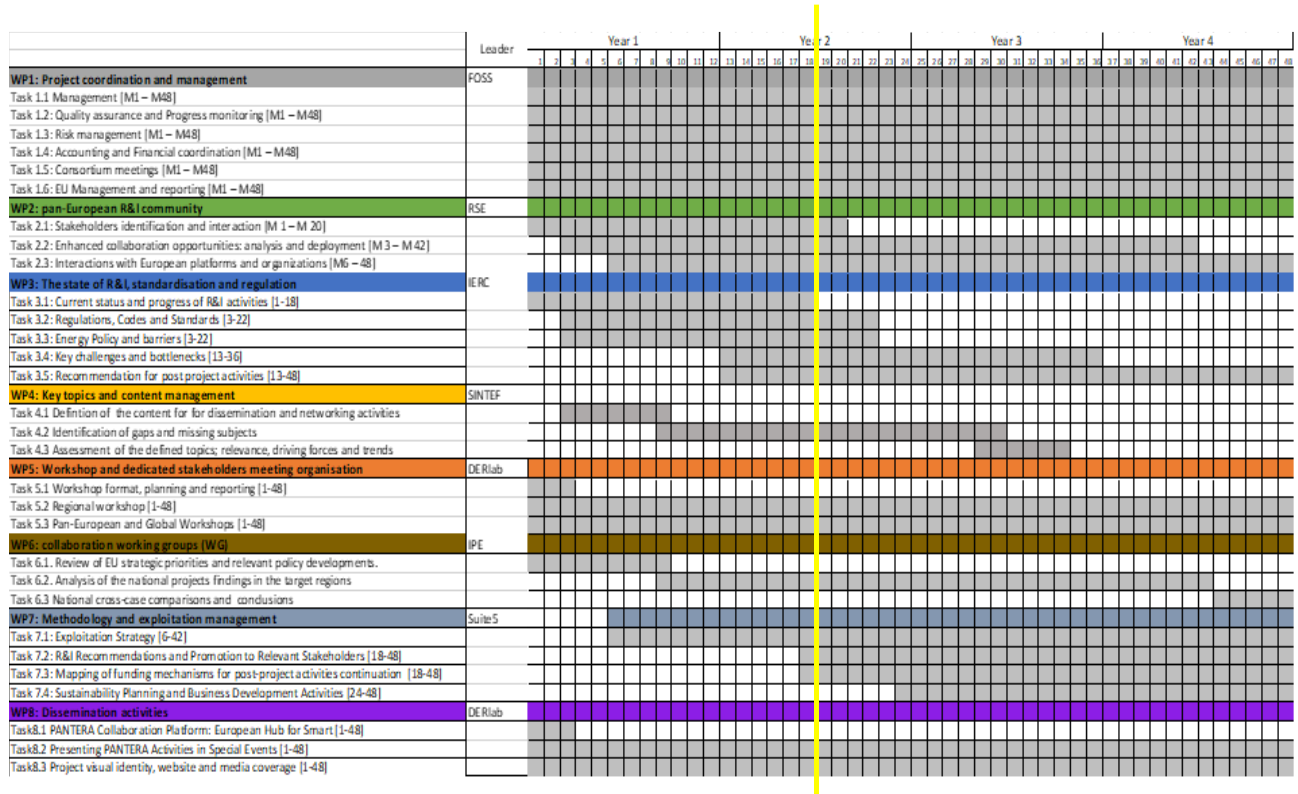 Year 1 Year 2 Year 3 Year 4
Leader
1 2 3 4 5 6 7 8 9 10 11 12 13 14 15 16 17 18 19 20 21 22 23 24 25 26 27 28 29 30 31 32 33 34 35 36 37 38 39 40 41 42 43 44 45 46 47 48
WP1: Project coordination and management FOSS
Task 1.1 Management [M1 – M48]
Task 1.2: Quality assurance and Progress monitoring [M1 – M48]
Task 1.3: Risk management [M1 – M48]
Task 1.4: Accounting and Financial coordination [M1 – M48]
Task 1.5: Consortium meetings [M1 – M48]
Task 1.6: EU Management and reporting [M1 – M48]
WP2: pan-European R&I community RSE
Task 2.1: Stakeholders identification and interaction [M 1 – M 20]
Task 2.2: Enhanced collaboration opportunities: analysis and deployment [M 3 – M 42]
Task 2.3: Interactions with European platforms and organizations [M6 – 48]
WP3: The state of R&I, standardisation and regulation IERC
Task 3.1: Current status and progress of R&I activities [1-18]
Task 3.2: Regulations, Codes and Standards [3-22]
Task 3.3: Energy Policy and barriers [3-22]
Task 3.4: Key challenges and bottlenecks [13-36]
Task 3.5: Recommendation for post project activities [13-48]
WP4: Key topics and content management SINTEF
Task 4.1 Defintion of the content for for dissemination and networking activities
Task 4.2 Identification of gaps and missing subjects
Task 4.3 Assessment of the defined topics; relevance, driving forces and trends
WP5: Workshop and dedicated stakeholders meeting organisation DERlab
Task 5.1 Workshop format, planning and reporting [1-48]
Task 5.2 Regional workshop [1-48]
Task 5.3 Pan-European and Global Workshops [1-48]
WP6: collaboration working groups (WG) IPE
Task 6.1. Review of EU strategic priorities and relevant policy developments.
Task 6.2. Analysis of the national projects findings in the target regions
Task 6.3 National cross-case comparisons and conclusions
WP7: Methodology and exploitation management Suite5
Task 7.1: Exploitation Strategy [6-42]
Task 7.2: R&I Recommendations and Promotion to Relevant Stakeholders [18-48]
Task 7.3: Mapping of funding mechanisms for post-project activities continuation [18-48]
Task 7.4: Sustainability Planning and Business Development Activities [24-48]
WP8: Dissemination activities DERlab
Task8.1 PANTERA Collaboration Platform: European Hub for Smart [1-48]
Task8.2 Presenting PANTERA Activities in Special Events [1-48]
Task8.3 Project visual identity, website and media coverage [1-48]